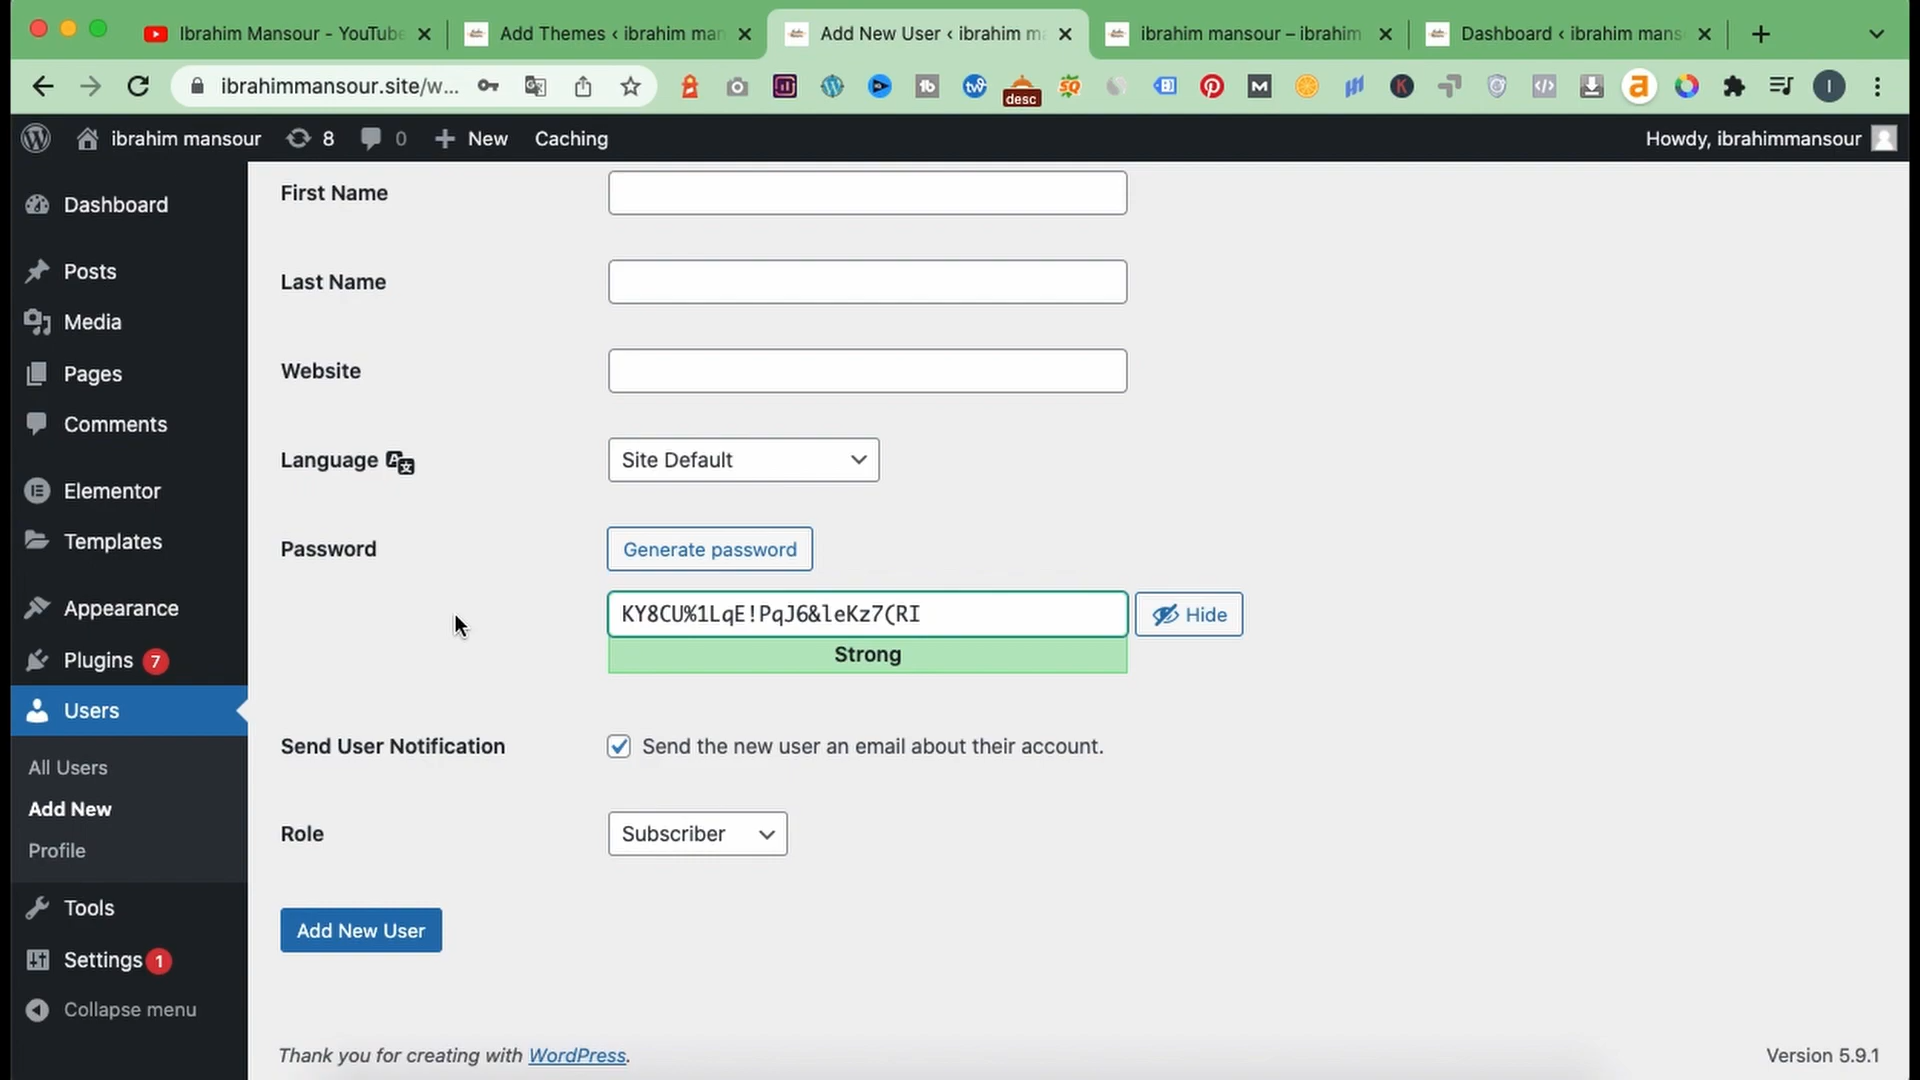 Ibrahim Mansour - YouTube
Add Themes ‹ ibrahim man
Add New User ‹ ibrahim ma
ibrahim mansour – ibrahim
Dashboard ‹ ibrahim mans
ibrahimmansour.site/w...
desc
ibrahim mansour
8
0
New
Caching
Howdy, ibrahimmansour
Dashboard
Posts
Media
Pages
Comments
Elementor
Templates
Appearance
Plugins 7
Users
All Users
Add New
Profile
Tools
Settings 1
Collapse menu
First Name
Last Name
Website
Language
Site Default
Password
Generate password
KY8CU%1LqE!PqJ6&leKz7(RI
Hide
Strong
Send User Notification
Send the new user an email about their account.
Role
Subscriber
Add New User
Thank you for creating with WordPress.
Version 5.9.1